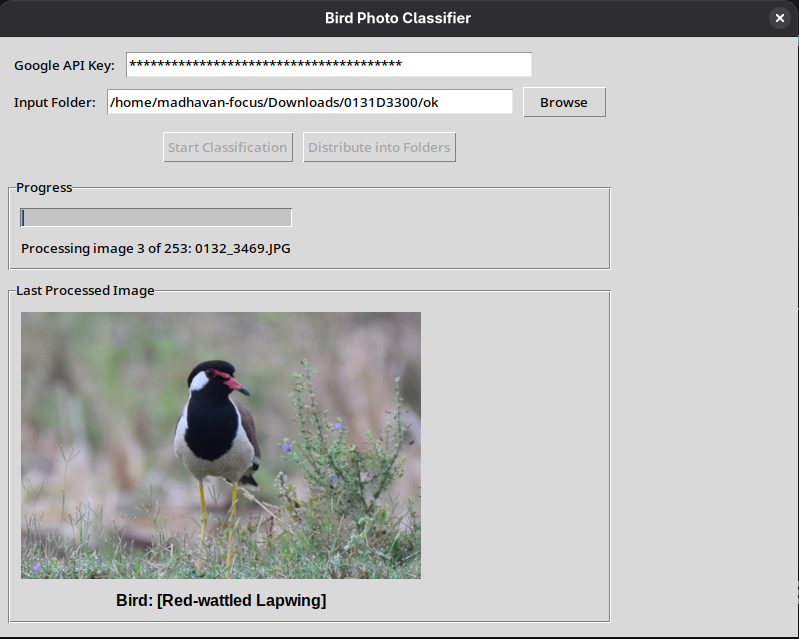 Bird Photo Classifier
Google API Key: ***************************************
Input Folder: /home/madhavan-focus/Downloads/0131D3300/ok Browse
Start Classification Distribute into Folders
Progress
Processing image 3 of 253: 0132_3469.JPG
Last Processed Image
Bird: [Red-wattled Lapwing]